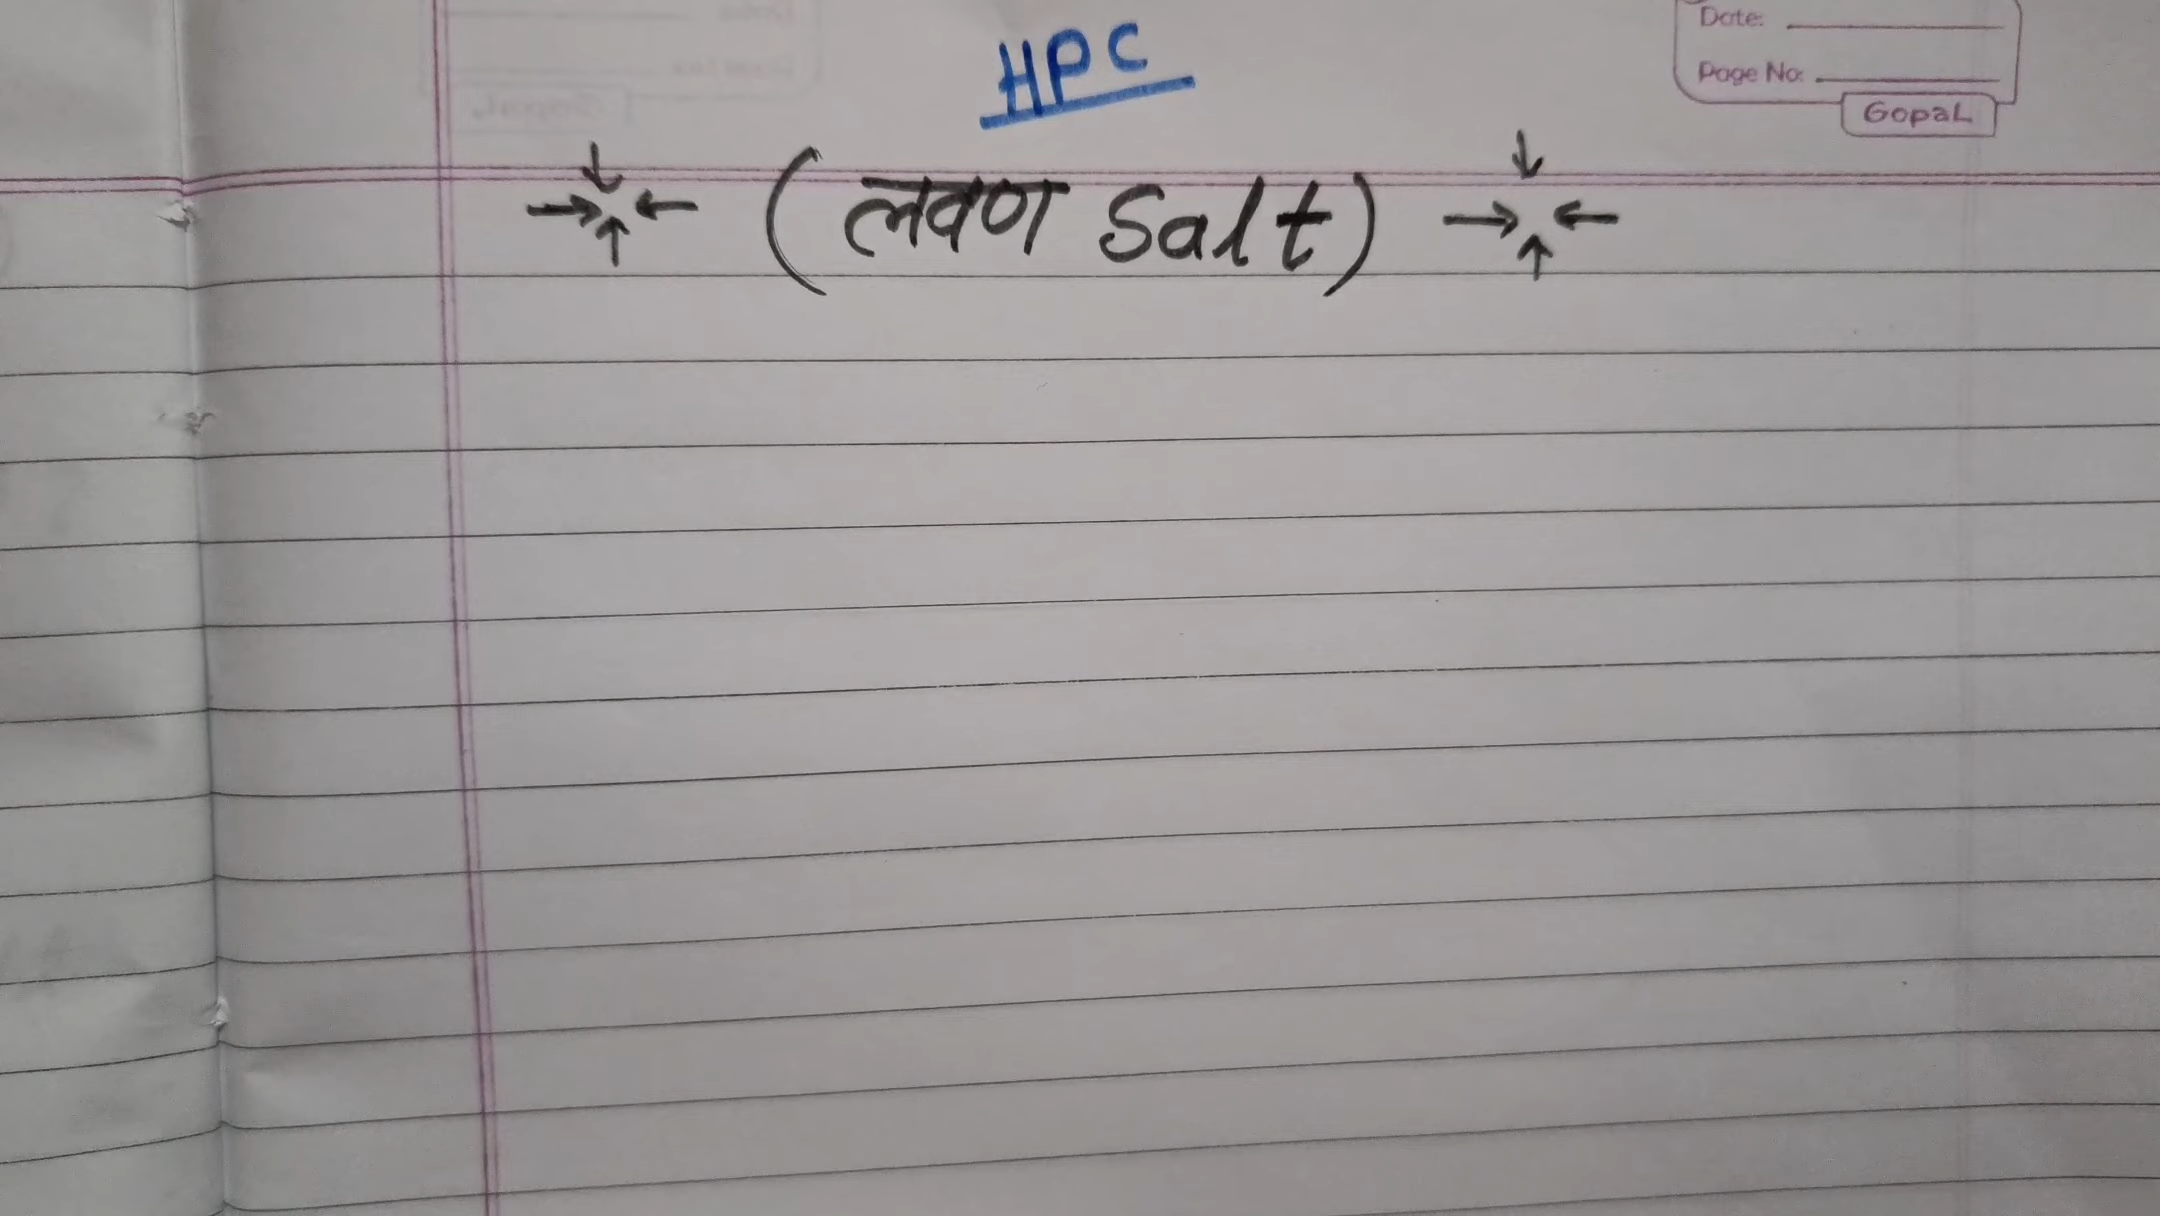 HPC
Date:
Page No:
GopaL
→↓↑← (लवण Salt) →↓↑←